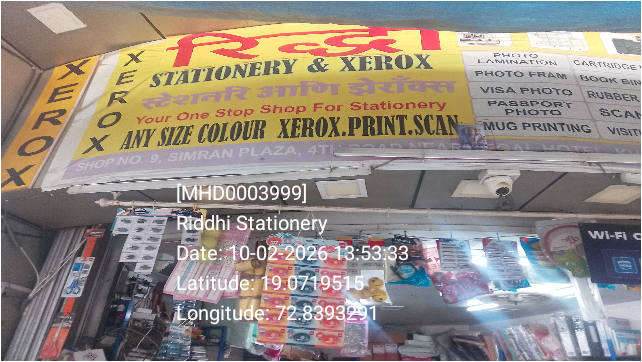 रिद्धी
STATIONERY & XEROX
स्टेशनरि आणि झेरॉक्स
Your One Stop Shop For Stationery
ANY SIZE COLOUR XEROX.PRINT.SCAN
SHOP NO. 9, SIMRAN PLAZA, 4TH ROAD NEAR
XEROX
XEROX
PHOTO LAMINATION
PHOTO FRAM
VISA PHOTO
PASSPORT PHOTO
MUG PRINTING
CARTRIDGE
BOOK BIN
RUBBER
SCAN
VISIT
Wi-Fi
[MHD0003999]
Riddhi Stationery
Date: 10-02-2026 13:53:33
Latitude: 19.0719515
Longitude: 72.8393291